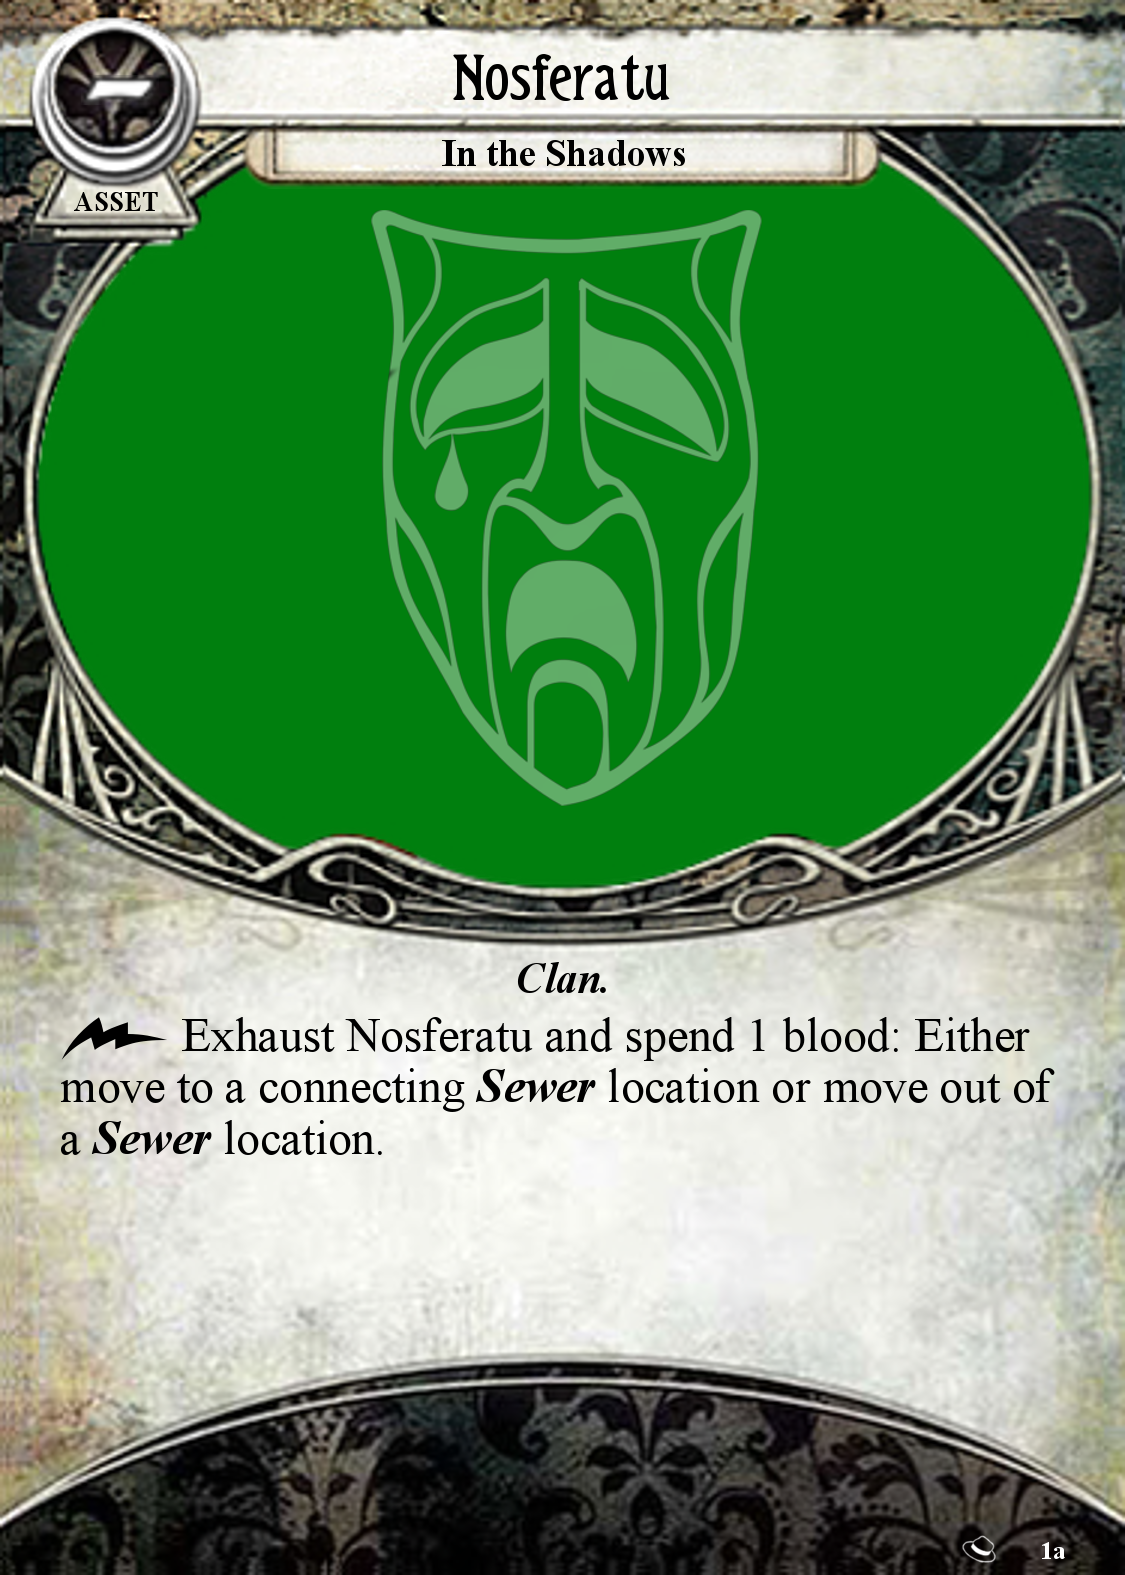 Nosferatu
In the Shadows
ASSET
Clan.
Exhaust Nosferatu and spend 1 blood: Either
move to a connecting Sewer location or move out of
a Sewer location.
1a